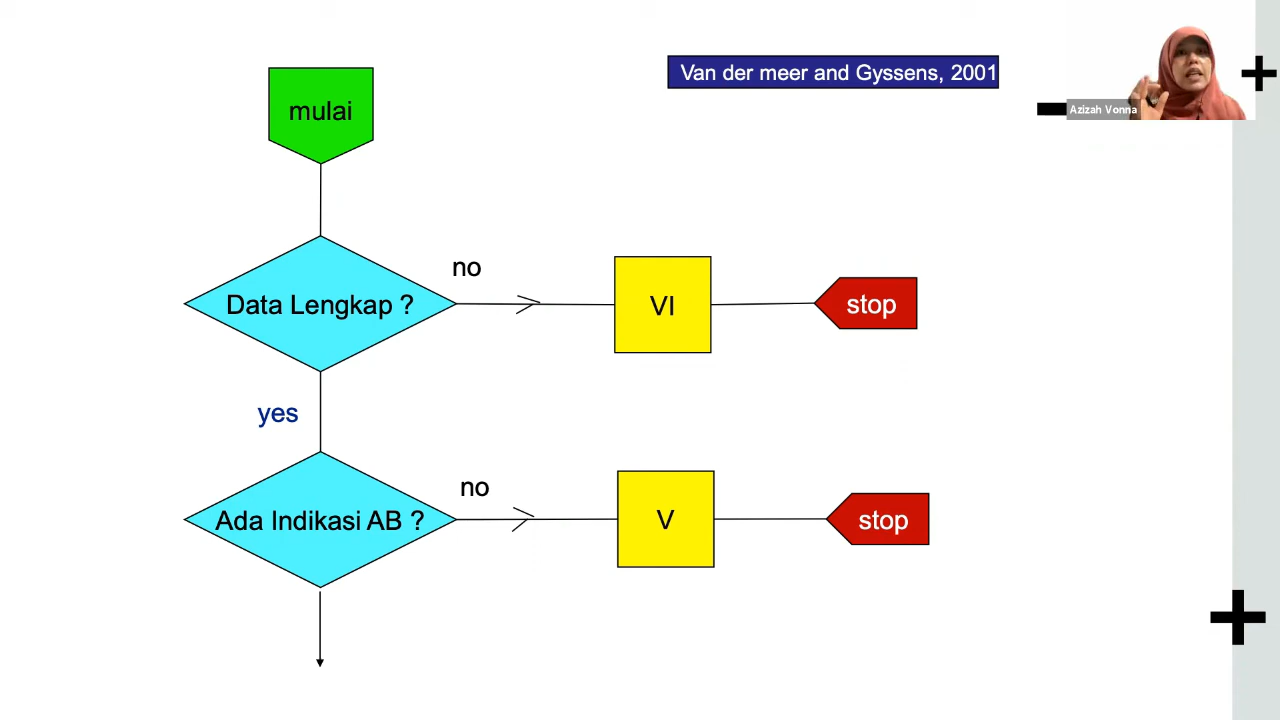 Van der meer and Gyssens, 2001
Azizah Vonna
mulai
no
Data Lengkap ?
VI
stop
yes
no
Ada Indikasi AB ?
V
stop